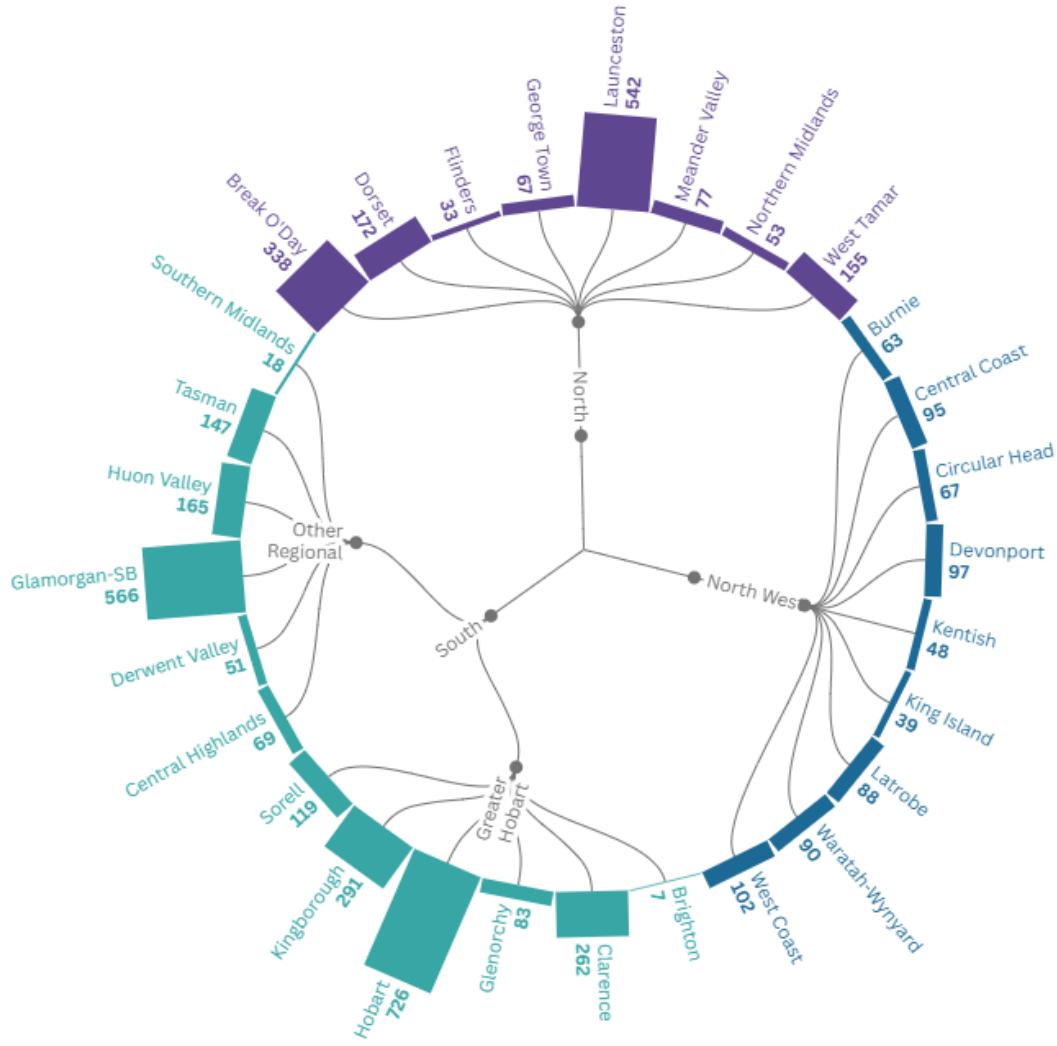 Launceston
542
Meander Valley
77
Northern Midlands
53
West Tamar
155
Burnie
63
Central Coast
95
Circular Head
67
Devonport
97
Kentish
48
King Island
39
Latrobe
88
Waratah-Wynyard
90
West Coast
102
Brighton
7
Clarence
262
Glenorchy
83
Hobart
726
Kingborough
291
Sorell
119
Central Highlands
69
Derwent Valley
51
Glamorgan-SB
566
Huon Valley
165
Tasman
147
Southern Midlands
18
Break O'Day
338
Dorset
172
Flinders
33
George Town
67
North
North West
South
Other
Regional
Greater
Hobart